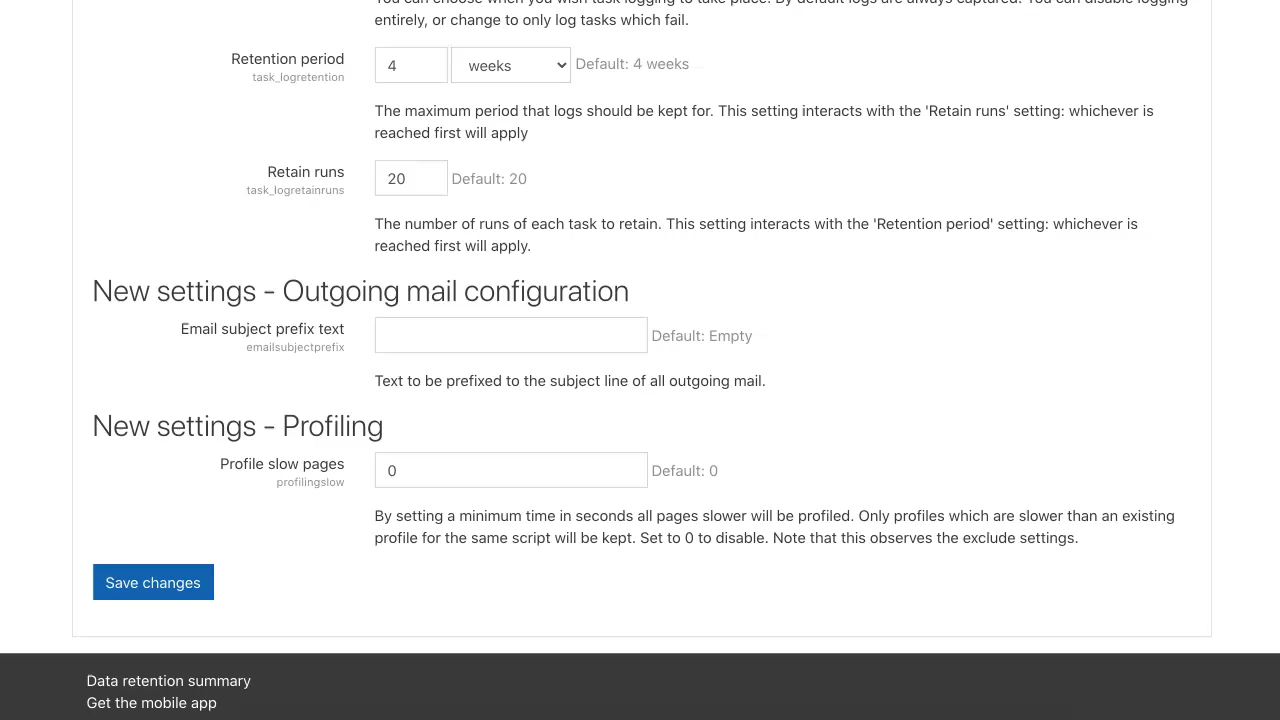 You can choose when you wish task logging to take place. By default logs are always captured. You can disable logging
entirely, or change to only log tasks which fail.
Retention period
task_logretention
4
weeks
Default: 4 weeks
The maximum period that logs should be kept for. This setting interacts with the 'Retain runs' setting: whichever is
reached first will apply
Retain runs
task_logretainruns
20
Default: 20
The number of runs of each task to retain. This setting interacts with the 'Retention period' setting: whichever is
reached first will apply.
New settings - Outgoing mail configuration
Email subject prefix text
emailsubjectprefix
Default: Empty
Text to be prefixed to the subject line of all outgoing mail.
New settings - Profiling
Profile slow pages
profilingslow
0
Default: 0
By setting a minimum time in seconds all pages slower will be profiled. Only profiles which are slower than an existing
profile for the same script will be kept. Set to 0 to disable. Note that this observes the exclude settings.
Save changes
Data retention summary
Get the mobile app